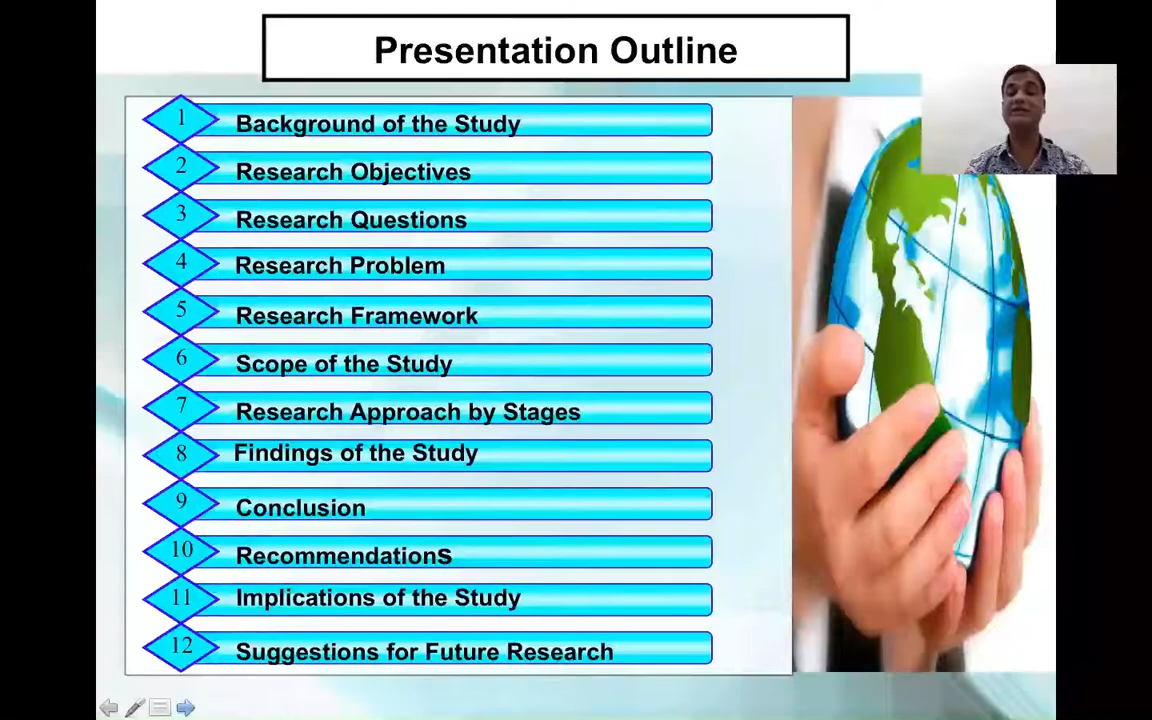 Presentation Outline
1 Background of the Study
2 Research Objectives
3 Research Questions
4 Research Problem
5 Research Framework
6 Scope of the Study
7 Research Approach by Stages
8 Findings of the Study
9 Conclusion
10 Recommendations
11 Implications of the Study
12 Suggestions for Future Research